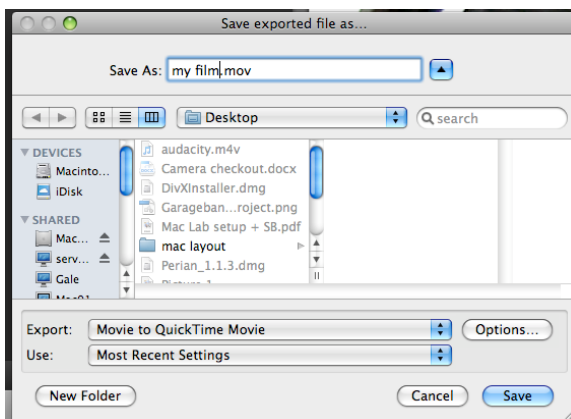 Save exported file as...
Save As: my film.mov
Desktop
search
DEVICES
Macinto...
iDisk
SHARED
Mac...
serv...
Gale
audacity.m4v
Camera checkout.docx
DivXInstaller.dmg
Garageban...roject.png
Mac Lab setup + SB.pdf
mac layout
Perian_1.1.3.dmg
Export: Movie to QuickTime Movie Options...
Use: Most Recent Settings
New Folder Cancel Save